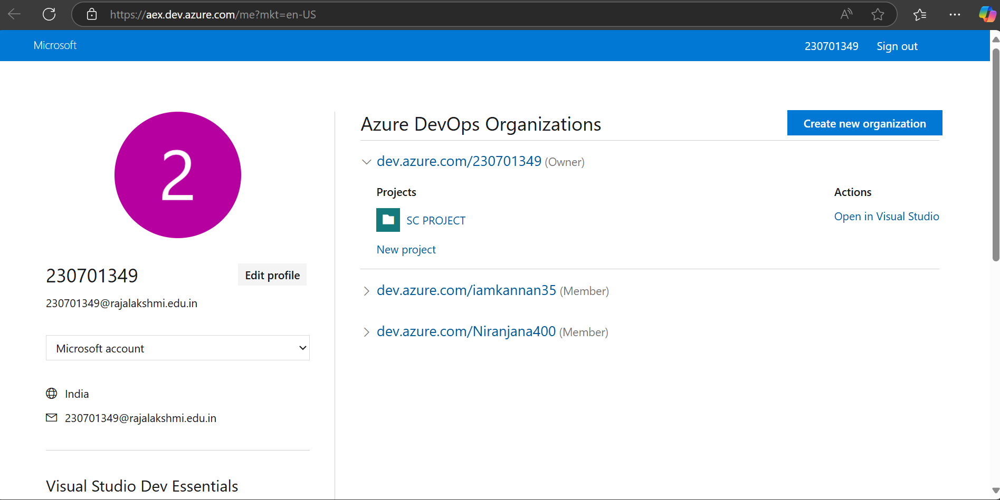 https://aex.dev.azure.com/me?mkt=en-US
Microsoft
230701349
Sign out
2
230701349
Edit profile
230701349@rajalakshmi.edu.in
Microsoft account
India
230701349@rajalakshmi.edu.in
Visual Studio Dev Essentials
Azure DevOps Organizations
Create new organization
dev.azure.com/230701349 (Owner)
Projects
Actions
SC PROJECT
Open in Visual Studio
New project
dev.azure.com/iamkannan35 (Member)
dev.azure.com/Niranjana400 (Member)